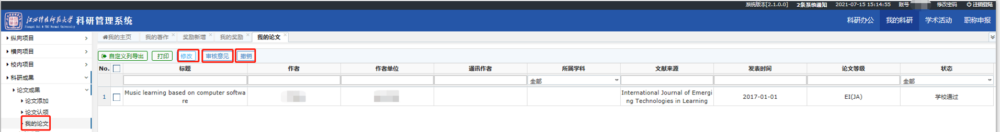 系统版本[2.1.0.0] 2条系统通知 2021-07-15 15:14:55 账号 修改密码 注销登陆
江西科技师范大学 科研管理系统 科研办公 我的科研 学术活动 职称申报
Jiangxi Sci & TEC Normal University
纵向项目
横向项目
校内项目
科研成果
论文成果
论文添加
论文认领
我的论文
我的主页 我的著作 奖励新增 我的奖励 我的论文
自定义列导出 打印 修改 审核意见 撤销
No. 标题 作者 作者单位 通讯作者 所属学科 文献来源 发表时间 论文等级 状态
全部 全部
1 Music learning based on computer softwa
re
International Journal of Emergi
ng Technologies in Learning
2017-01-01 EI(JA) 学校通过